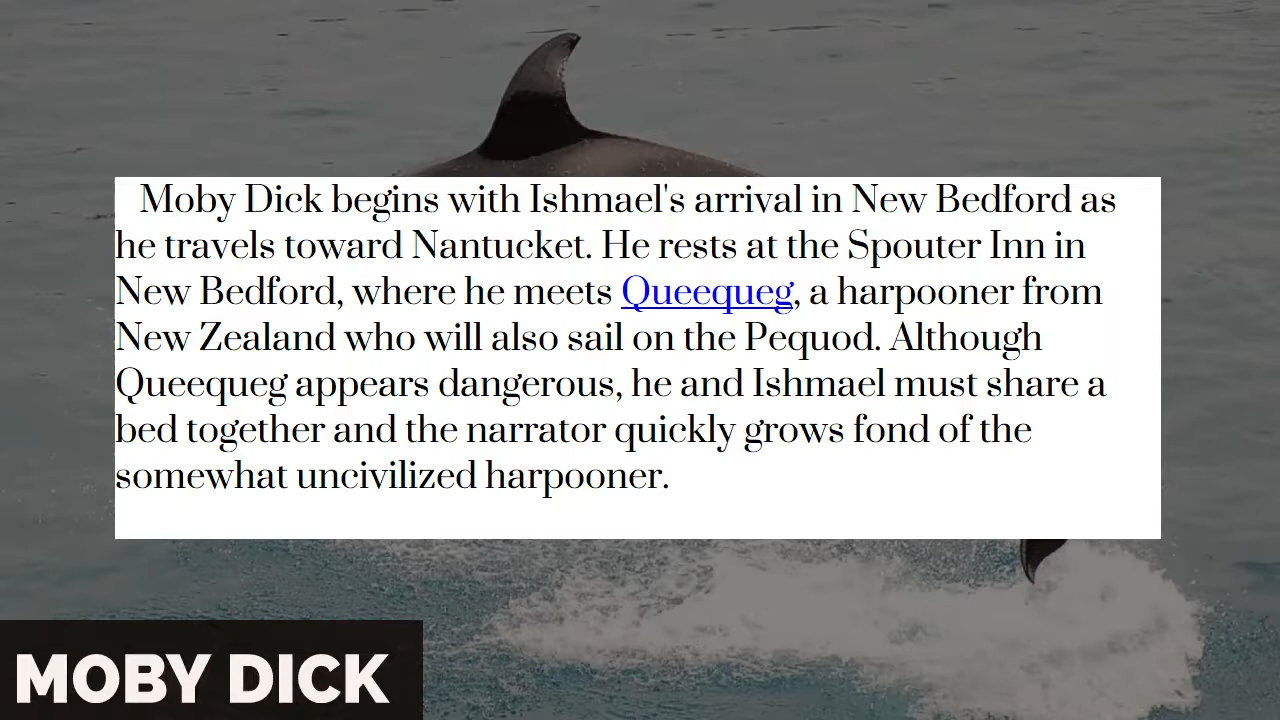 Moby Dick begins with Ishmael's arrival in New Bedford as
he travels toward Nantucket. He rests at the Spouter Inn in
New Bedford, where he meets Queequeg, a harpooner from
New Zealand who will also sail on the Pequod. Although
Queequeg appears dangerous, he and Ishmael must share a
bed together and the narrator quickly grows fond of the
somewhat uncivilized harpooner.
MOBY DICK